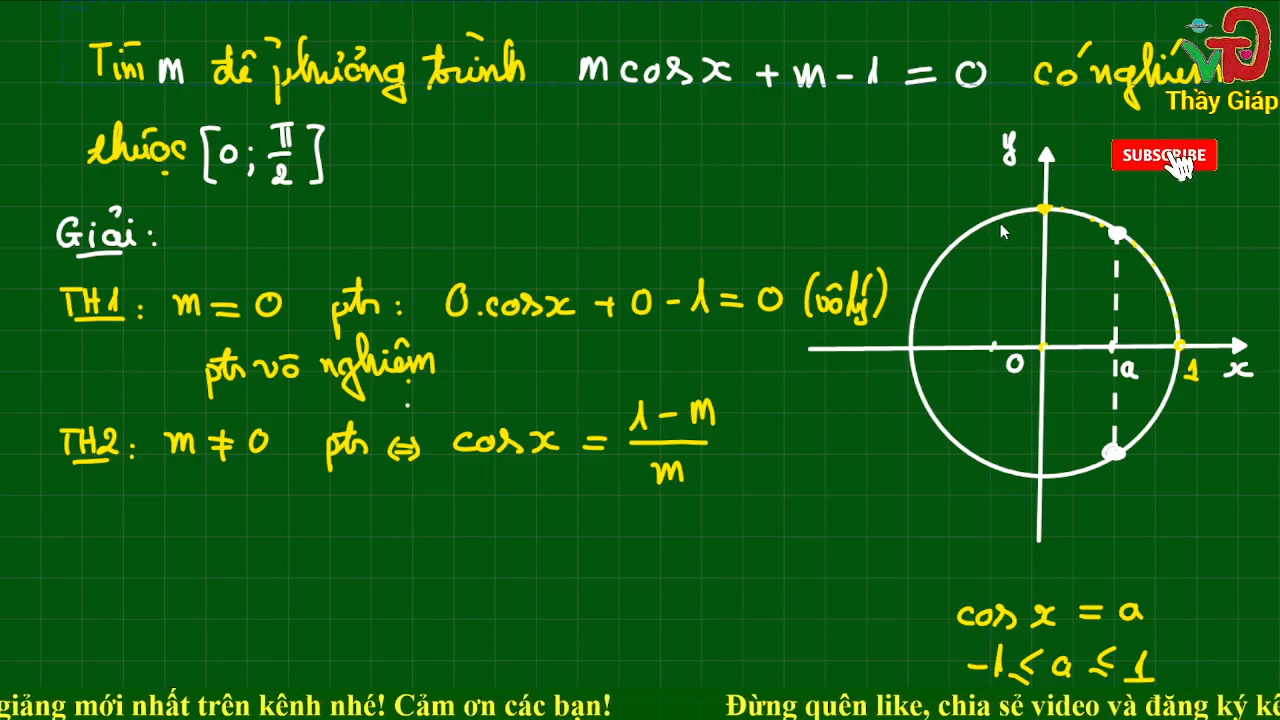 Tìm m để phương trình m cos x + m - 1 = 0 có nghiệm
Thầy Giáp
thuộc [0; π/2]
SUBSCRIBE
y
Giải:
TH1: m = 0 ptr: 0.cosx + 0 - 1 = 0 (vô lý)
ptr vô nghiệm
0 a 1 x
TH2: m ≠ 0 ptr ⇔ cos x = (1 - m)/m
cos x = a
-1 ≤ a ≤ 1
giảng mới nhất trên kênh nhé! Cảm ơn các bạn! Đừng quên like, chia sẻ video và đăng ký kê